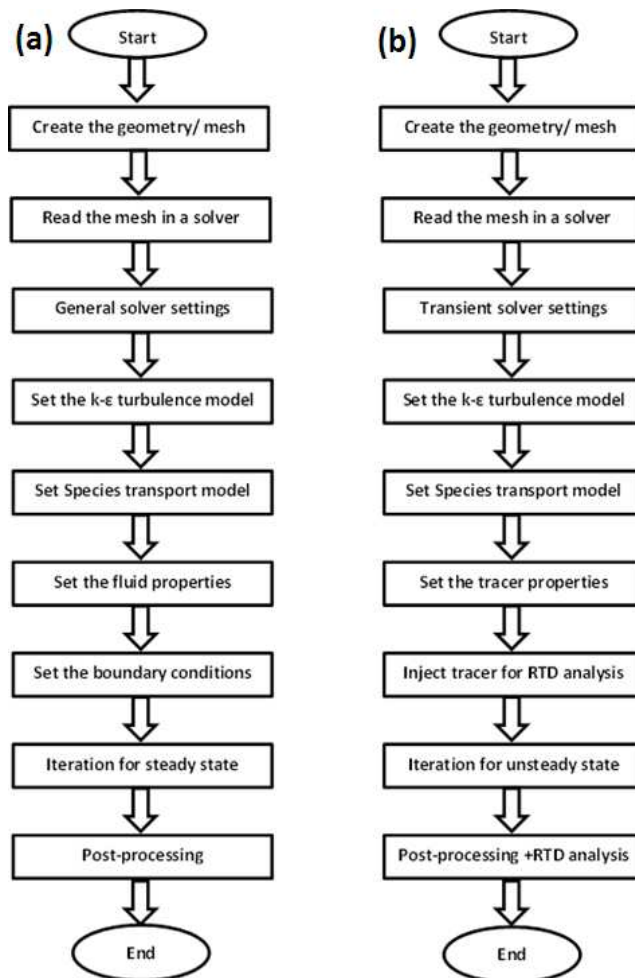 (a)
Start
Create the geometry/ mesh
Read the mesh in a solver
General solver settings
Set the k-ε turbulence model
Set Species transport model
Set the fluid properties
Set the boundary conditions
Iteration for steady state
Post-processing
End
(b)
Start
Create the geometry/ mesh
Read the mesh in a solver
Transient solver settings
Set the k-ε turbulence model
Set Species transport model
Set the tracer properties
Inject tracer for RTD analysis
Iteration for unsteady state
Post-processing +RTD analysis
End